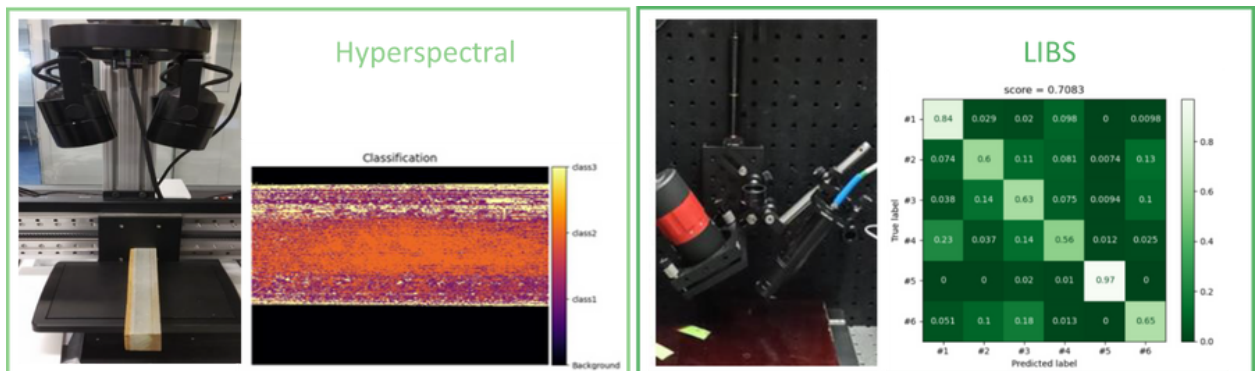 Hyperspectral
Classification
class3
class2
class1
Background
LIBS
score = 0.7083
True label
#1 0.84 0.029 0.02 0.098 0 0.0098
#2 0.074 0.6 0.11 0.081 0.0074 0.13
#3 0.038 0.14 0.63 0.075 0.0094 0.1
#4 0.23 0.037 0.14 0.56 0.012 0.025
#5 0 0 0.02 0.01 0.97 0
#6 0.051 0.1 0.18 0.013 0 0.65
#1 #2 #3 #4 #5 #6
Predicted label
0.8
0.6
0.4
0.2
0.0